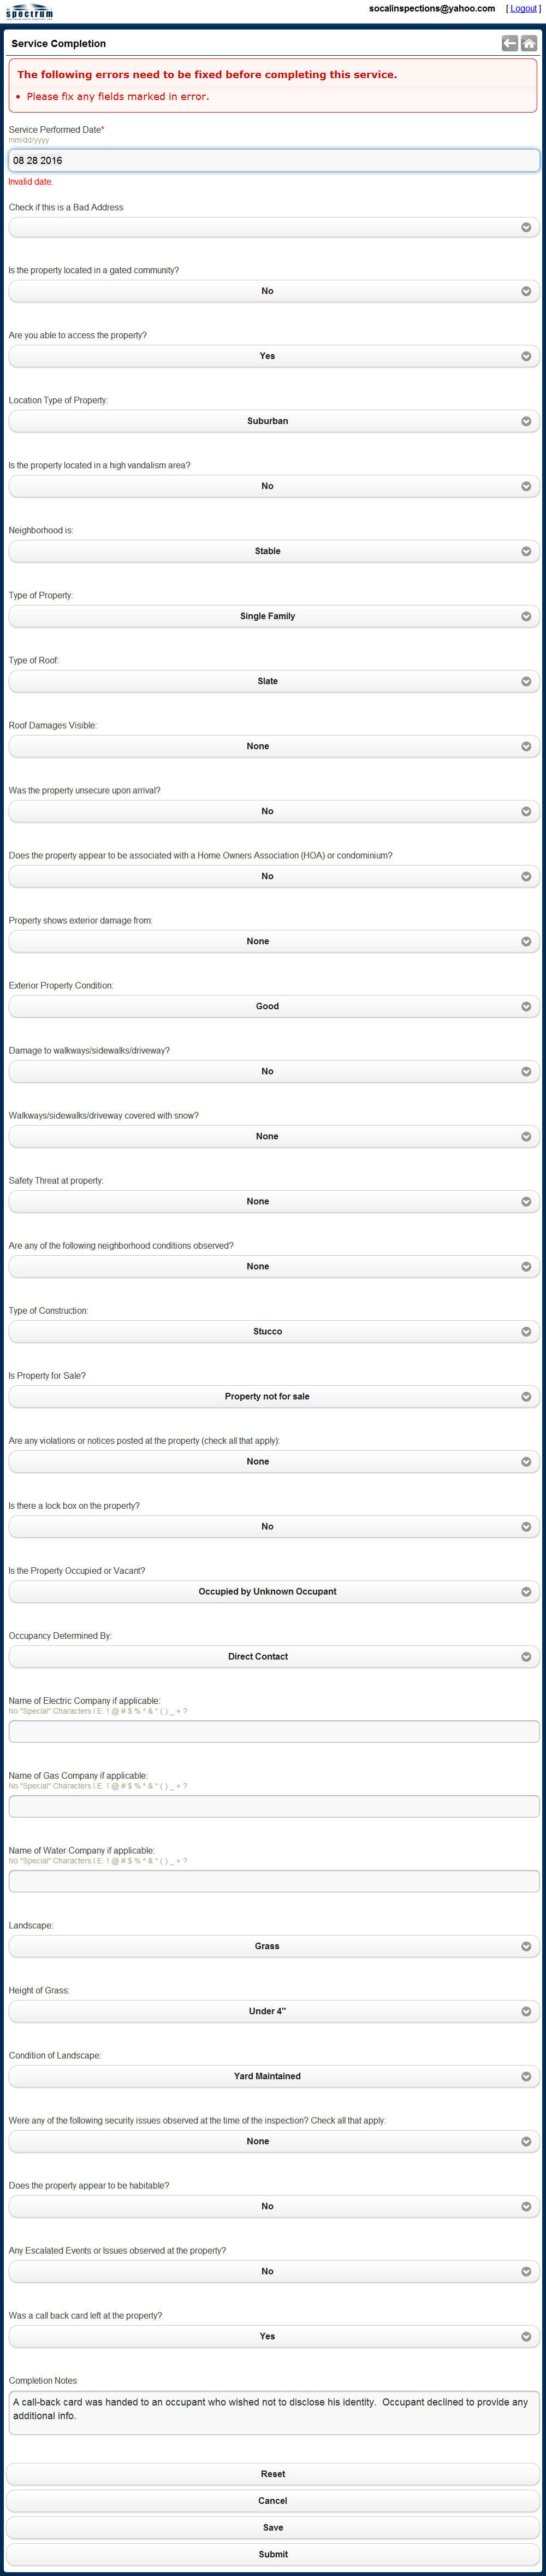 spectrum
socalinspections@yahoo.com [ Logout ]
Service Completion
The following errors need to be fixed before completing this service.
• Please fix any fields marked in error.
Service Performed Date*
mm/dd/yyyy
08 28 2016
Invalid date.
Check if this is a Bad Address
Is the property located in a gated community?
No
Are you able to access the property?
Yes
Location Type of Property:
Suburban
Is the property located in a high vandalism area?
No
Neighborhood is:
Stable
Type of Property:
Single Family
Type of Roof:
Slate
Roof Damages Visible:
None
Was the property unsecure upon arrival?
No
Does the property appear to be associated with a Home Owners Association (HOA) or condominium?
No
Property shows exterior damage from:
None
Exterior Property Condition:
Good
Damage to walkways/sidewalks/driveway?
No
Walkways/sidewalks/driveway covered with snow?
None
Safety Threat at property:
None
Are any of the following neighborhood conditions observed?
None
Type of Construction:
Stucco
Is Property for Sale?
Property not for sale
Are any violations or notices posted at the property (check all that apply):
None
Is there a lock box on the property?
No
Is the Property Occupied or Vacant?
Occupied by Unknown Occupant
Occupancy Determined By:
Direct Contact
Name of Electric Company if applicable:
No "Special" Characters I.E. ! @ # $ % ^ & * ( ) _ + ?
Name of Gas Company if applicable:
No "Special" Characters I.E. ! @ # $ % ^ & * ( ) _ + ?
Name of Water Company if applicable:
No "Special" Characters I.E. ! @ # $ % ^ & * ( ) _ + ?
Landscape:
Grass
Height of Grass:
Under 4"
Condition of Landscape:
Yard Maintained
Were any of the following security issues observed at the time of the inspection? Check all that apply:
None
Does the property appear to be habitable?
No
Any Escalated Events or Issues observed at the property?
No
Was a call back card left at the property?
Yes
Completion Notes
A call-back card was handed to an occupant who wished not to disclose his identity. Occupant declined to provide any
additional info.
Reset
Cancel
Save
Submit